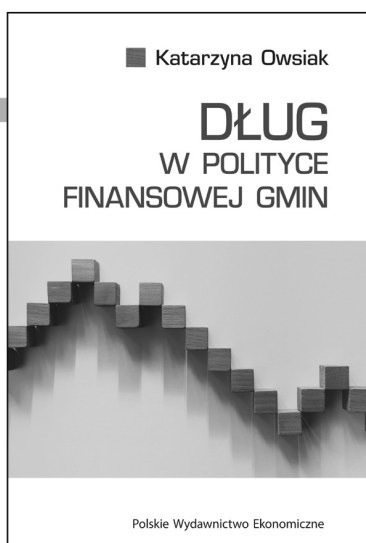 Katarzyna Owsiak
DŁUG
W POLITYCE
FINANSOWEJ GMIN
Polskie Wydawnictwo Ekonomiczne